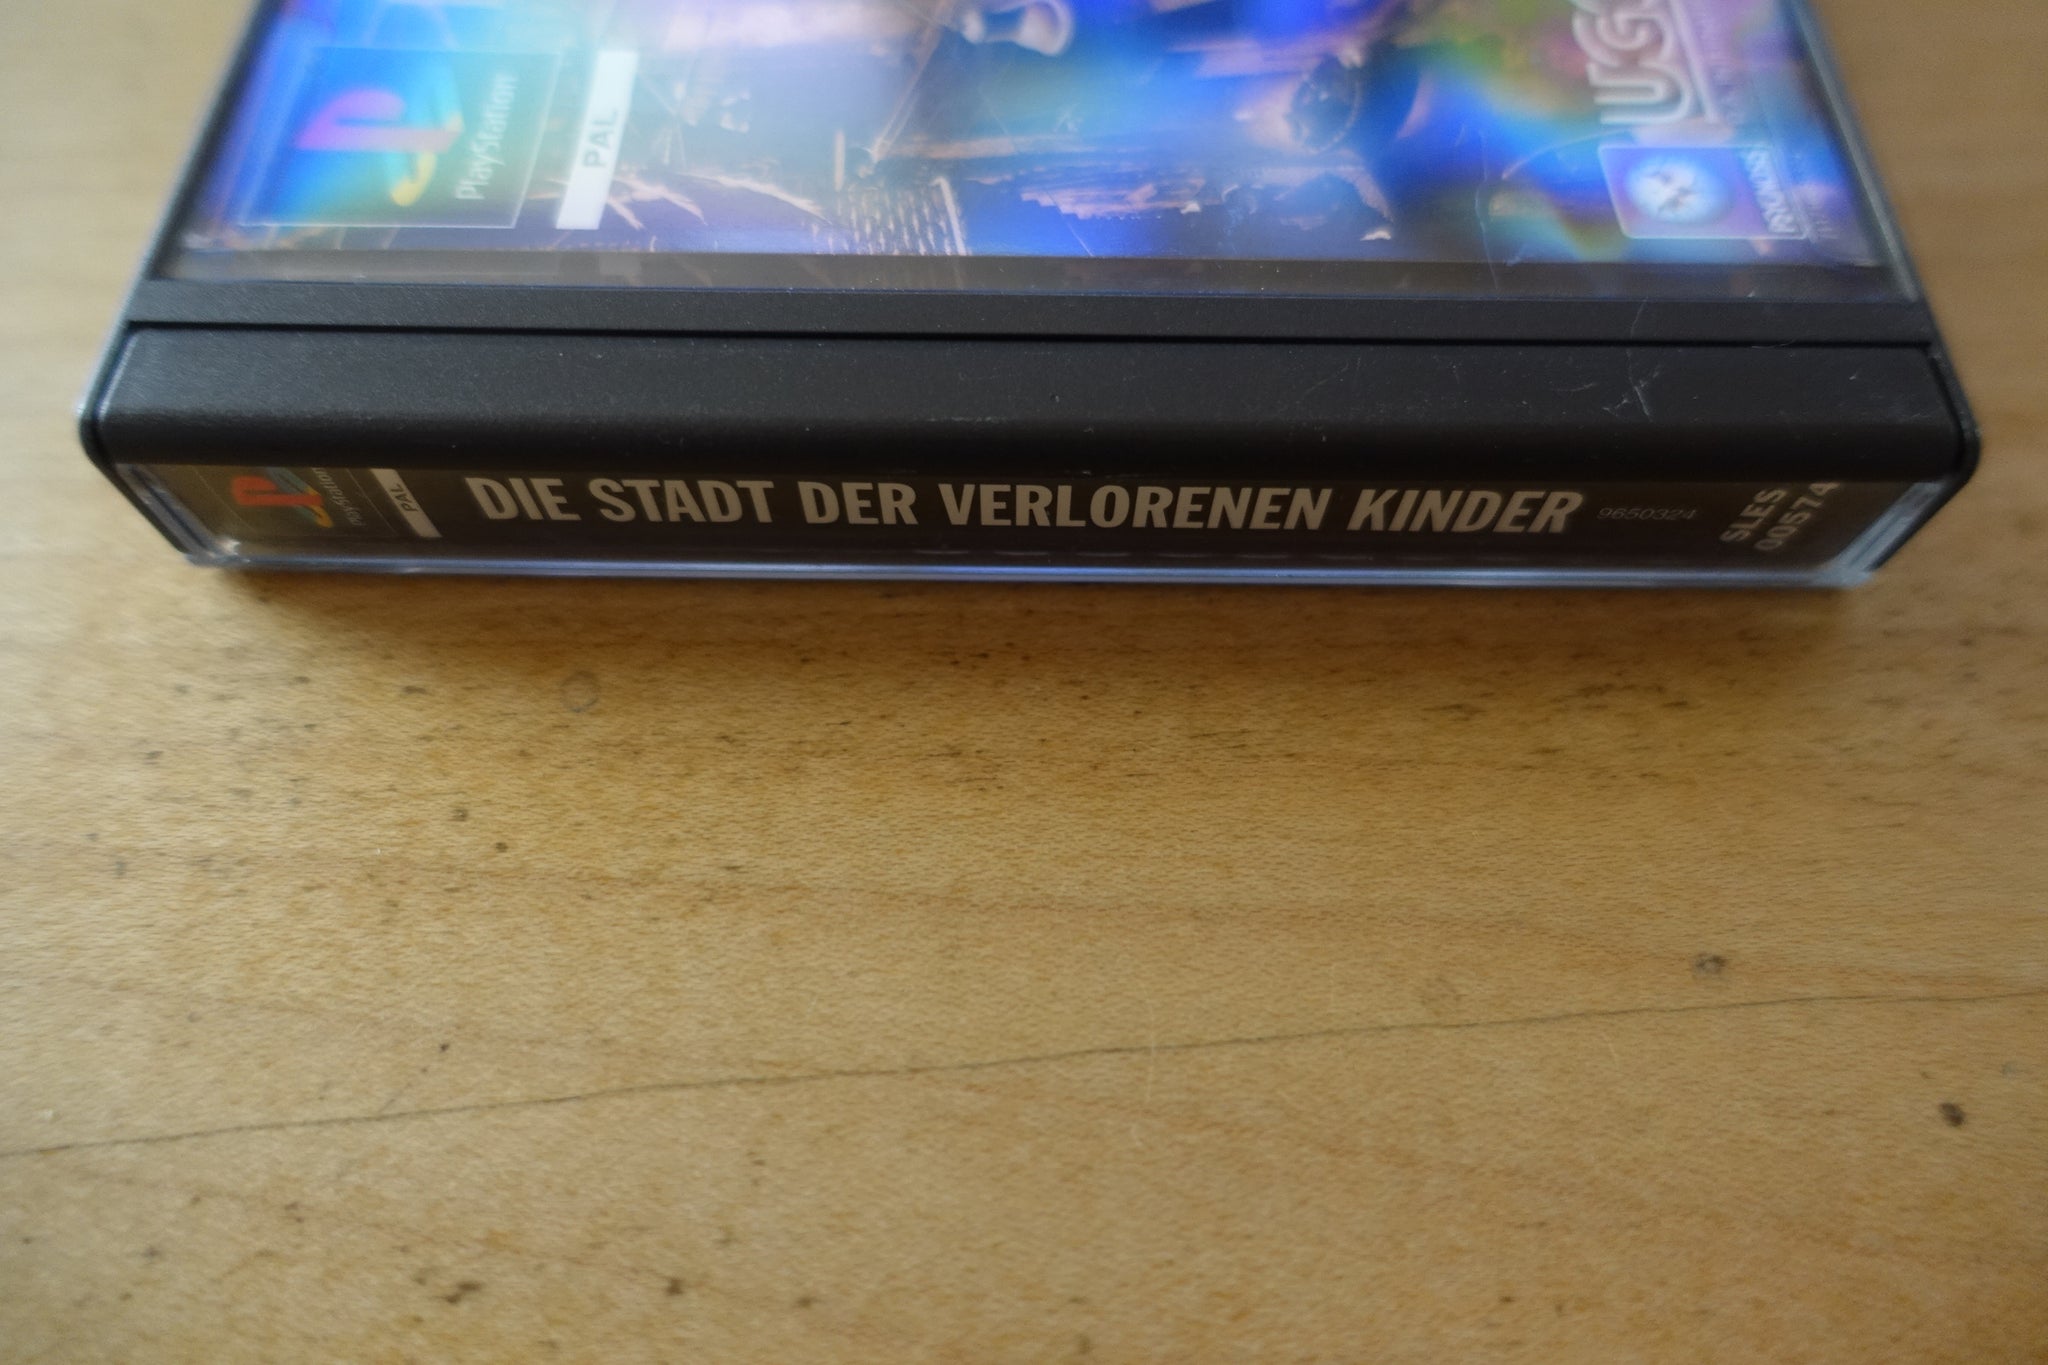 PlayStation
PAL
PlayStation
PAL
DIE STADT DER VERLORENEN KINDER
9650324
SLES
00574